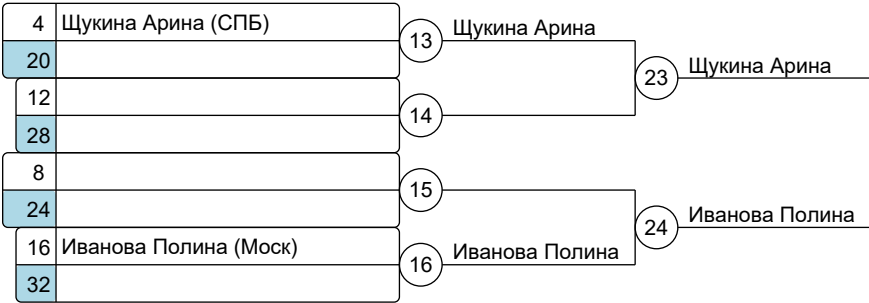 4 Щукина Арина (СПБ)
20
13 Щукина Арина
23 Щукина Арина
12
28
14
8
24
15
24 Иванова Полина
16 Иванова Полина (Моск)
32
16 Иванова Полина